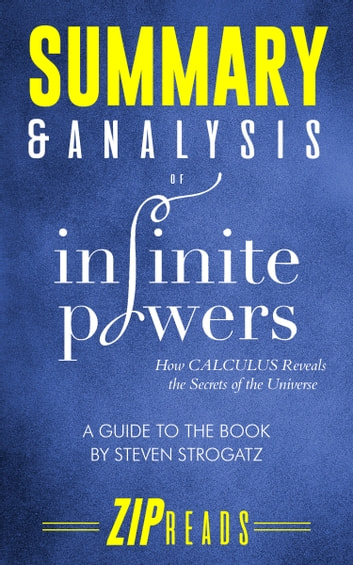 SUMMARY
& ANALYSIS
OF
infinite
powers
How CALCULUS Reveals
the Secrets of the Universe
A GUIDE TO THE BOOK
BY STEVEN STROGATZ
ZIPREADS